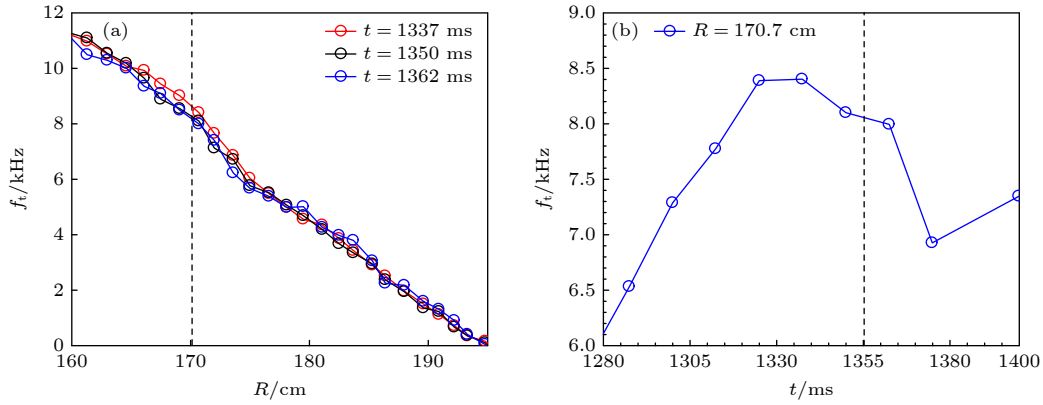 (a)
t = 1337 ms
t = 1350 ms
t = 1362 ms
12
10
8
6
4
2
0
f_t/kHz
160 170 180 190
R/cm
(b)
R = 170.7 cm
9.0
8.5
8.0
7.5
7.0
6.5
6.0
f_t/kHz
1280 1305 1330 1355 1380 1400
t/ms